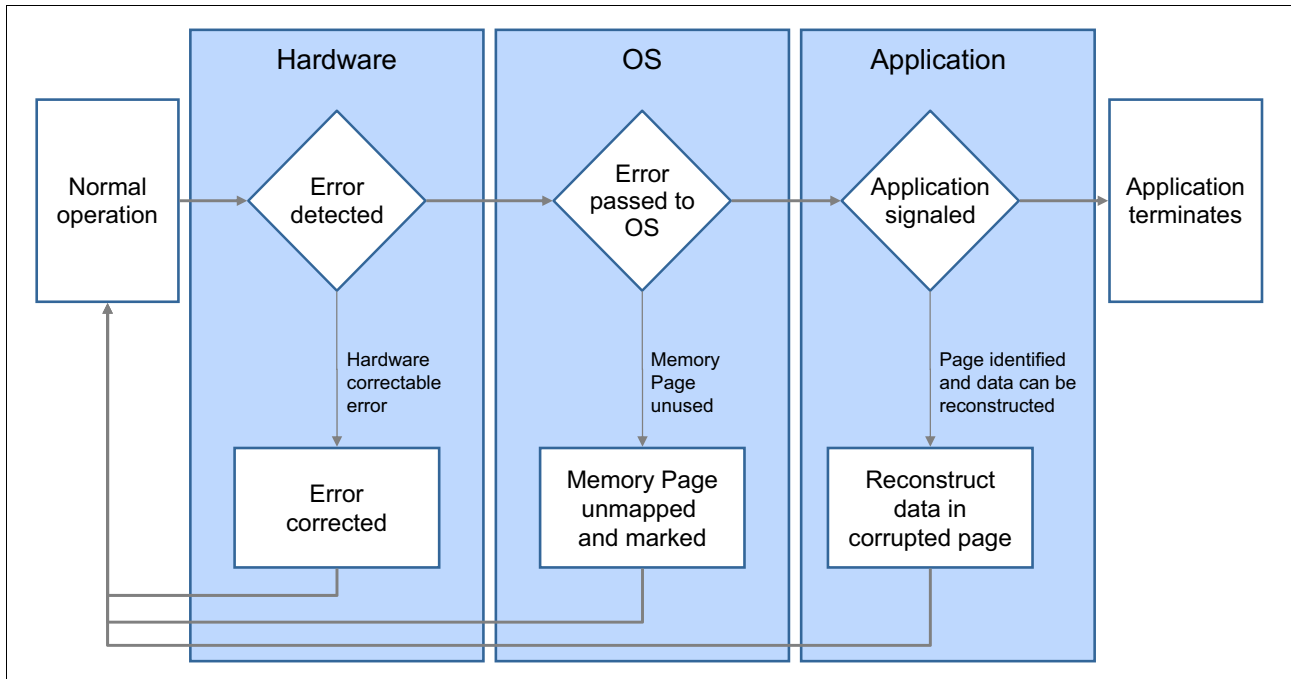 Hardware
OS
Application
Normal
operation
Error
detected
Error
passed to
OS
Application
signaled
Application
terminates
Hardware
correctable
error
Memory
Page
unused
Page identified
and data can be
reconstructed
Error
corrected
Memory Page
unmapped
and marked
Reconstruct
data in
corrupted page